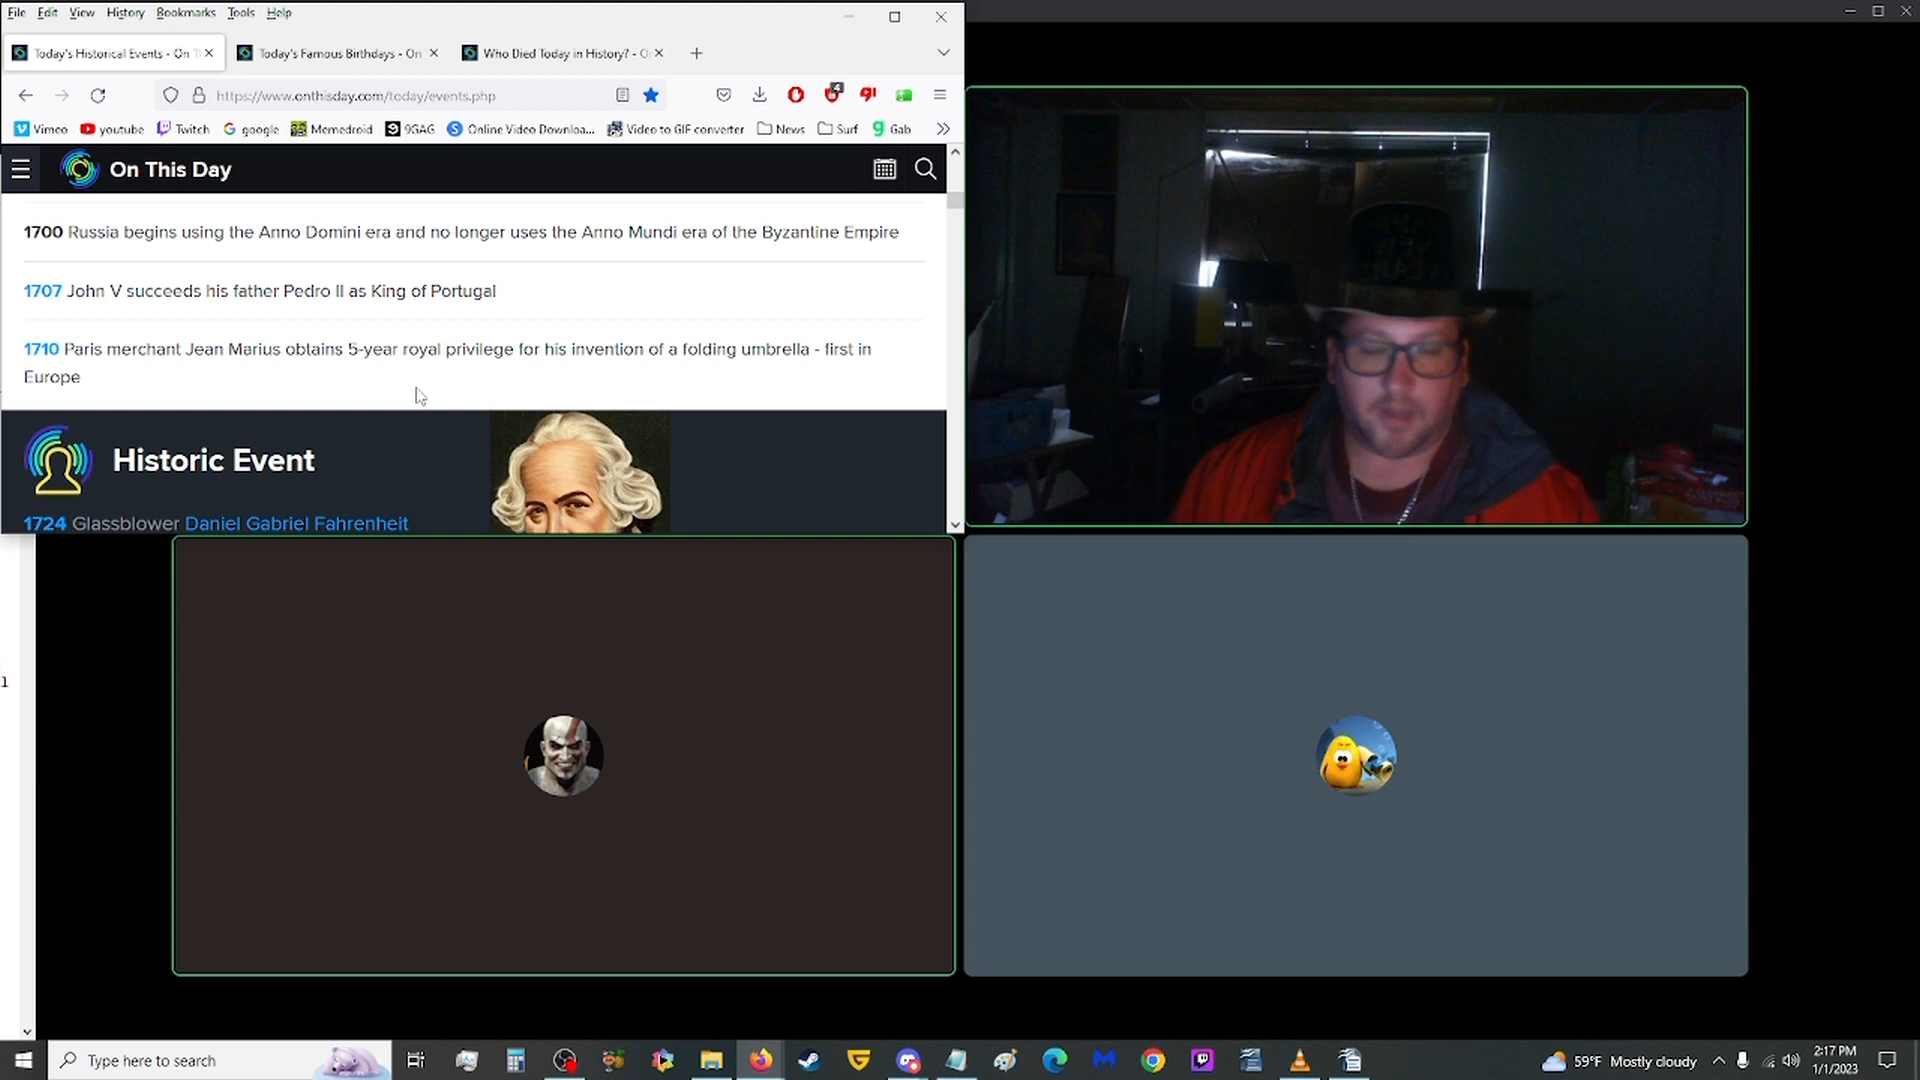 File Edit View History Bookmarks Tools Help
Today's Historical Events - On T
Today's Famous Birthdays - On
Who Died Today in History? - O
https://www.onthisday.com/today/events.php
4
Vimeo youtube Twitch google Memedroid 9GAG Online Video Downloa... Video to GIF converter News Surf Gab
On This Day
1700 Russia begins using the Anno Domini era and no longer uses the Anno Mundi era of the Byzantine Empire
1707 John V succeeds his father Pedro II as King of Portugal
1710 Paris merchant Jean Marius obtains 5-year royal privilege for his invention of a folding umbrella - first in
Europe
Historic Event
1724 Glassblower Daniel Gabriel Fahrenheit
1
Type here to search
59°F Mostly cloudy
2:17 PM
1/1/2023